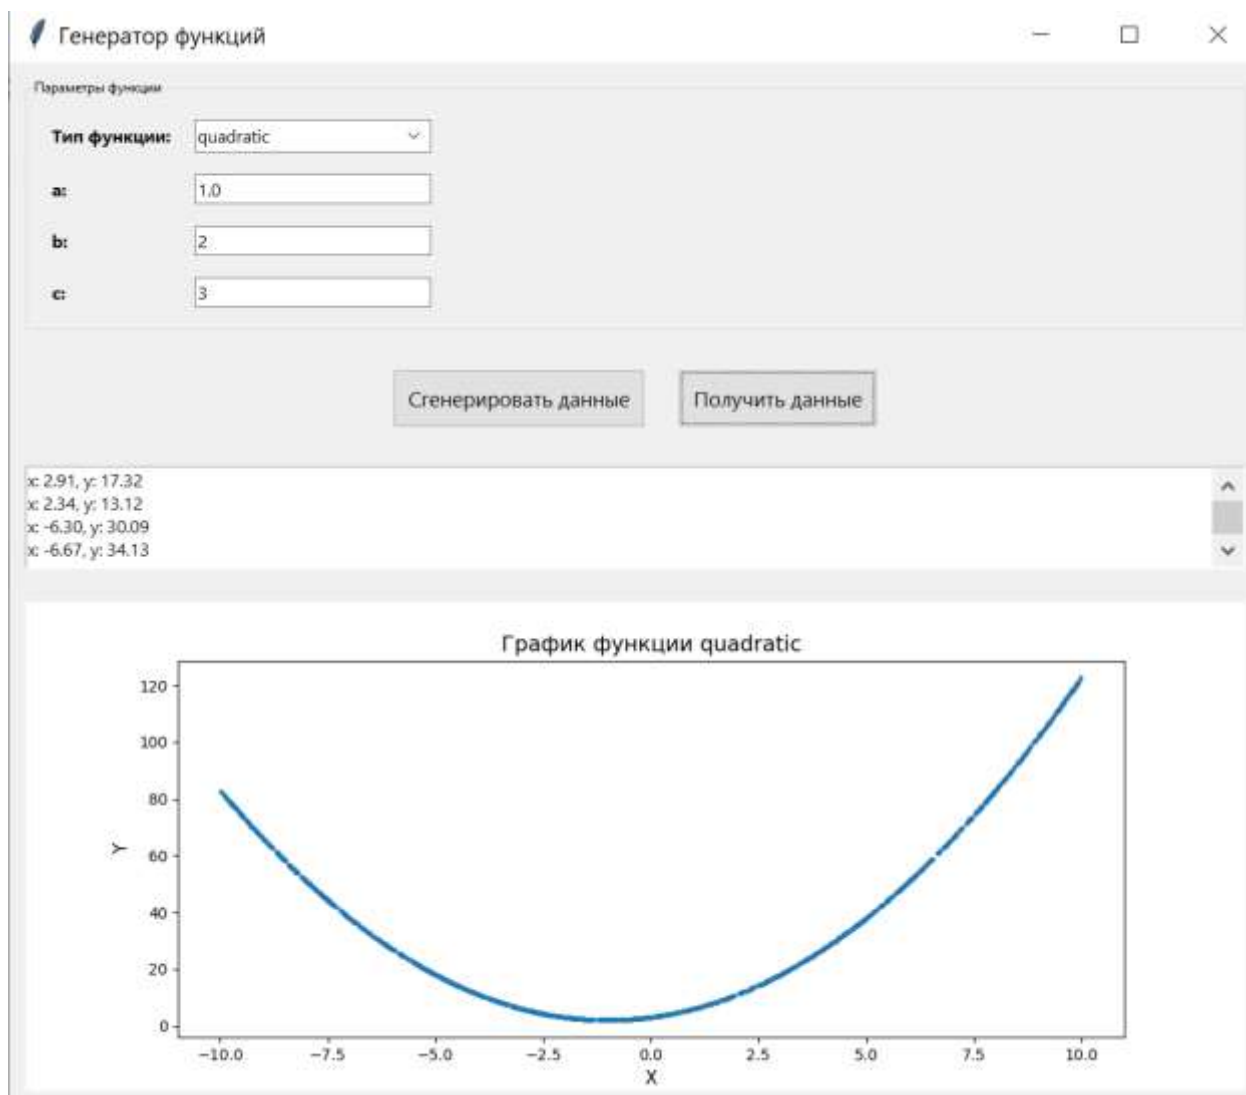 Генератор функций
Параметры функции
Тип функции: quadratic
a: 1.0
b: 2
c: 3
Сгенерировать данные Получить данные
x: 2.91, y: 17.32
x: 2.34, y: 13.12
x: -6.30, y: 30.09
x: -6.67, y: 34.13
График функции quadratic
120
100
80
Y
60
40
20
0
−10.0 −7.5 −5.0 −2.5 0.0 2.5 5.0 7.5 10.0
X